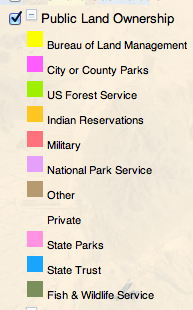 Public Land Ownership
Bureau of Land Management
City or County Parks
US Forest Service
Indian Reservations
Military
National Park Service
Other
Private
State Parks
State Trust
Fish & Wildlife Service